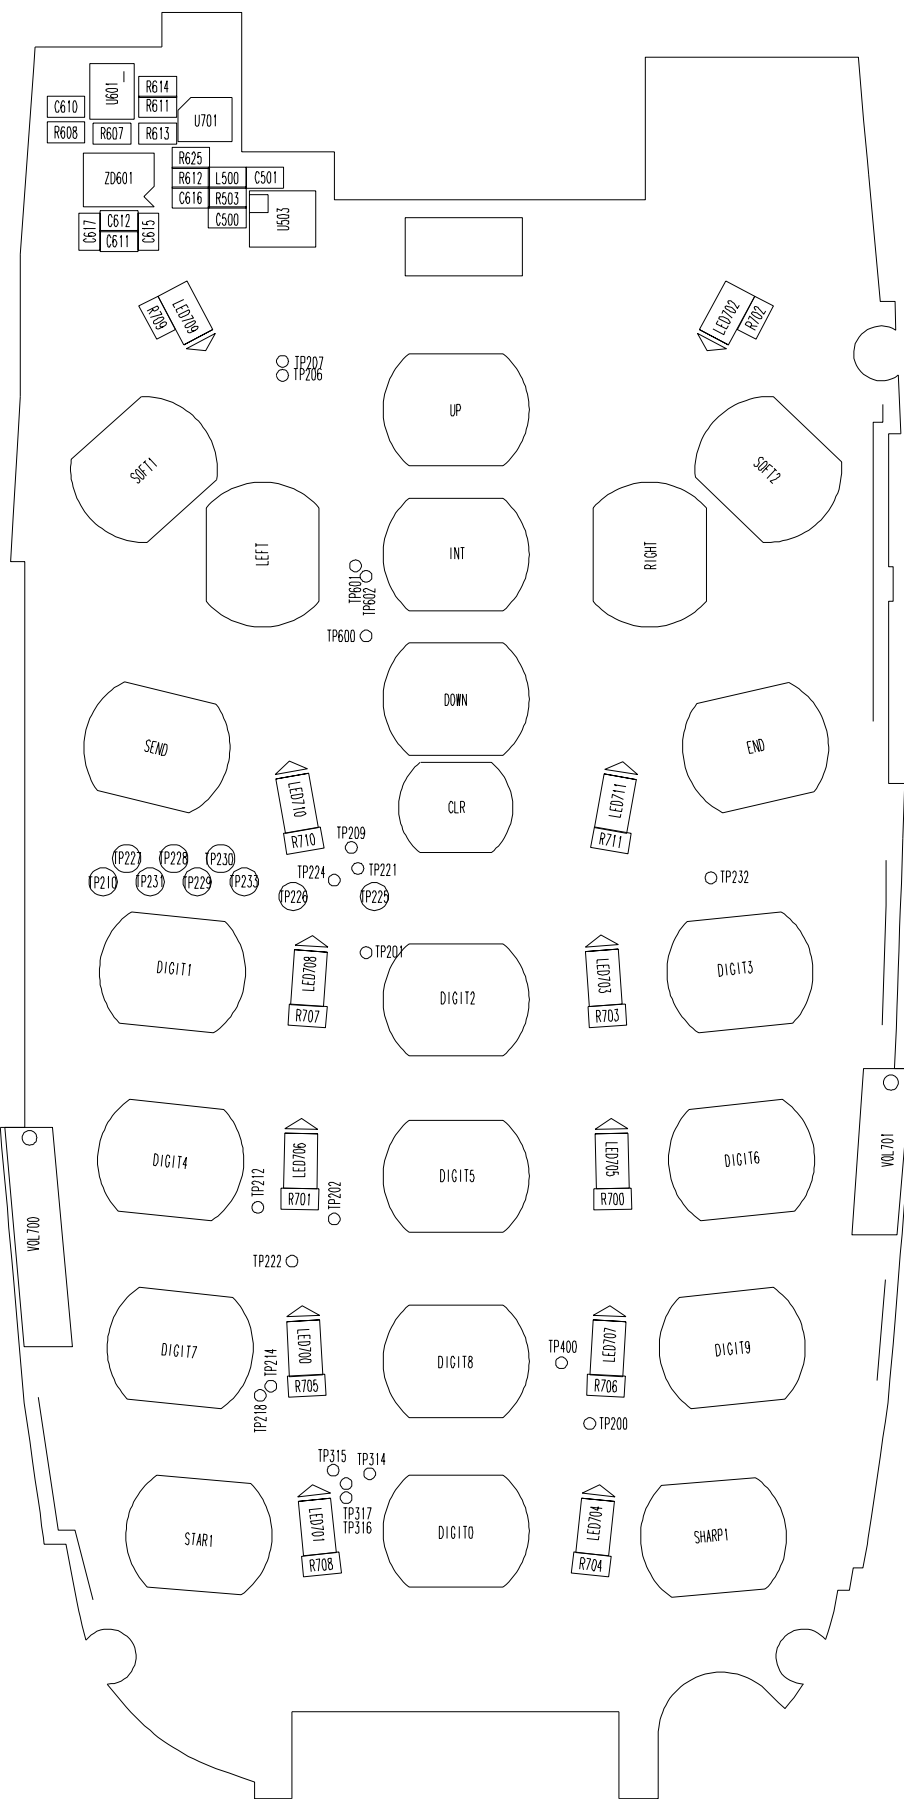 U601
R614
C610
R611
U701
R608
R607
R613
R625
ZD601
R612
L500
C501
C616
R503
C500
U503
C617
C612
C611
C615
R709
LED709
LED702
R702
TP207
TP206
UP
SOFT1
SOFT2
LEFT
INT
RIGHT
TP601
TP602
TP600
DOWN
SEND
END
LED710
CLR
LED711
R710
TP209
R711
TP227
TP228
TP230
TP224
TP221
TP232
TP210
TP231
TP229
TP233
TP226
TP225
TP201
DIGIT1
LED708
DIGIT2
LED703
DIGIT3
R707
R703
VOL701
DIGIT4
LED706
DIGIT5
LED705
DIGIT6
TP212
R701
TP202
R700
VOL700
TP222
DIGIT7
LED700
DIGIT8
TP400
LED707
DIGIT9
TP214
R705
R706
TP218
TP200
TP315
TP314
TP317
TP316
STAR1
LED701
DIGIT0
LED704
SHARP1
R708
R704